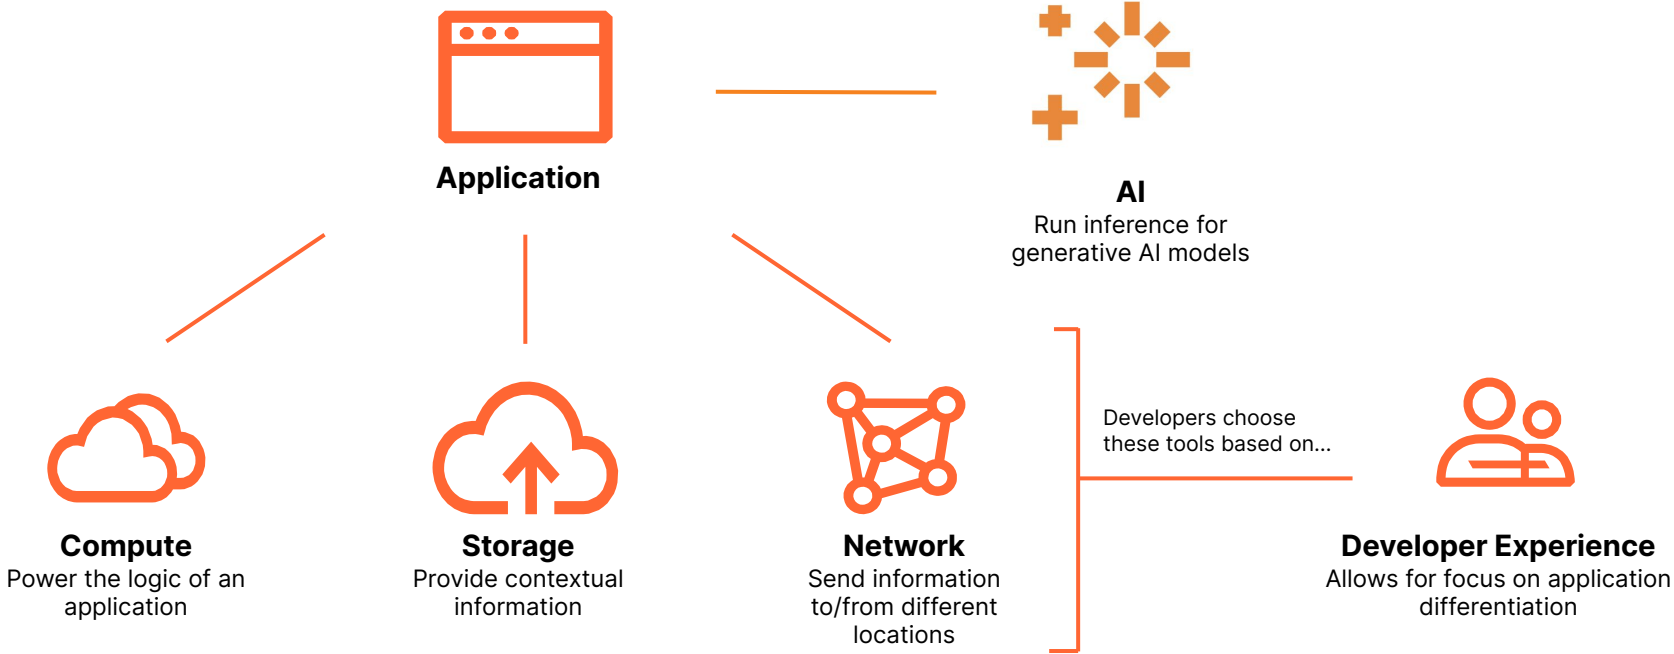 Application
AI
Run inference for
generative AI models
Developers choose
these tools based on...
Compute
Power the logic of an
application
Storage
Provide contextual
information
Network
Send information
to/from different
locations
Developer Experience
Allows for focus on application
differentiation